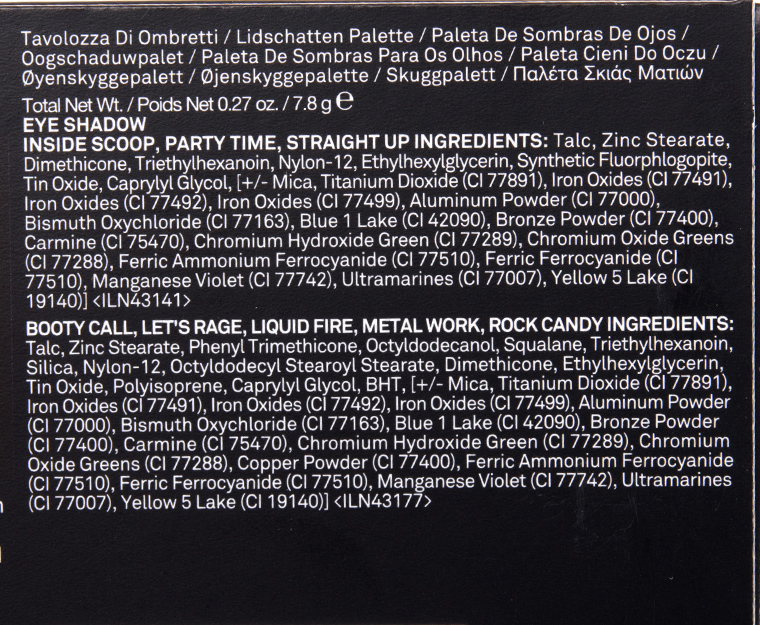 Tavolozza Di Ombretti / Lidschatten Palette / Paleta De Sombras De Ojos /
Oogschaduwpalet / Paleta De Sombras Para Os Olhos / Paleta Cieni Do Oczu /
Øyenskyggepalett / Øjenskyggepalette / Skuggpalett / Παλέτα Σκιάς Ματιών
Total Net Wt. / Poids Net 0.27 oz. / 7.8 g ℮
EYE SHADOW
INSIDE SCOOP, PARTY TIME, STRAIGHT UP INGREDIENTS: Talc, Zinc Stearate,
Dimethicone, Triethylhexanoin, Nylon-12, Ethylhexylglycerin, Synthetic Fluorphlogopite,
Tin Oxide, Caprylyl Glycol, [+/- Mica, Titanium Dioxide (CI 77891), Iron Oxides (CI 77491),
Iron Oxides (CI 77492), Iron Oxides (CI 77499), Aluminum Powder (CI 77000),
Bismuth Oxychloride (CI 77163), Blue 1 Lake (CI 42090), Bronze Powder (CI 77400),
Carmine (CI 75470), Chromium Hydroxide Green (CI 77289), Chromium Oxide Greens
(CI 77288), Ferric Ammonium Ferrocyanide (CI 77510), Ferric Ferrocyanide (CI
77510), Manganese Violet (CI 77742), Ultramarines (CI 77007), Yellow 5 Lake (CI
19140)] <ILN43141>
BOOTY CALL, LET'S RAGE, LIQUID FIRE, METAL WORK, ROCK CANDY INGREDIENTS:
Talc, Zinc Stearate, Phenyl Trimethicone, Octyldodecanol, Squalane, Triethylhexanoin,
Silica, Nylon-12, Octyldodecyl Stearoyl Stearate, Dimethicone, Ethylhexylglycerin,
Tin Oxide, Polyisoprene, Caprylyl Glycol, BHT, [+/- Mica, Titanium Dioxide (CI 77891),
Iron Oxides (CI 77491), Iron Oxides (CI 77492), Iron Oxides (CI 77499), Aluminum Powder
(CI 77000), Bismuth Oxychloride (CI 77163), Blue 1 Lake (CI 42090), Bronze Powder
(CI 77400), Carmine (CI 75470), Chromium Hydroxide Green (CI 77289), Chromium
Oxide Greens (CI 77288), Copper Powder (CI 77400), Ferric Ammonium Ferrocyanide
(CI 77510), Ferric Ferrocyanide (CI 77510), Manganese Violet (CI 77742), Ultramarines
(CI 77007), Yellow 5 Lake (CI 19140)] <ILN43177>